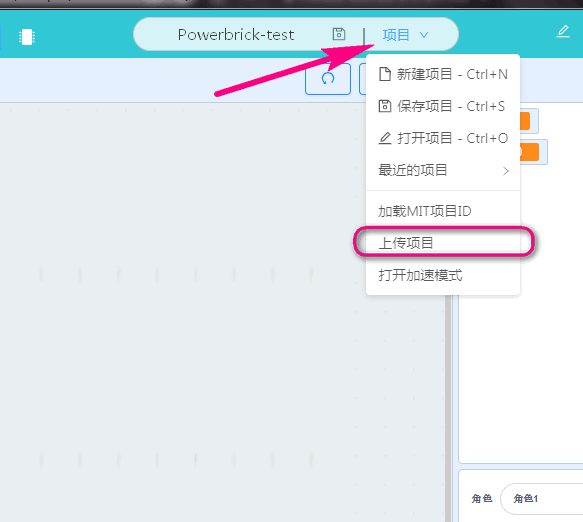 Powerbrick-test
项目
新建项目 - Ctrl+N
保存项目 - Ctrl+S
打开项目 - Ctrl+O
最近的项目
加载MIT项目ID
上传项目
打开加速模式
角色 角色1